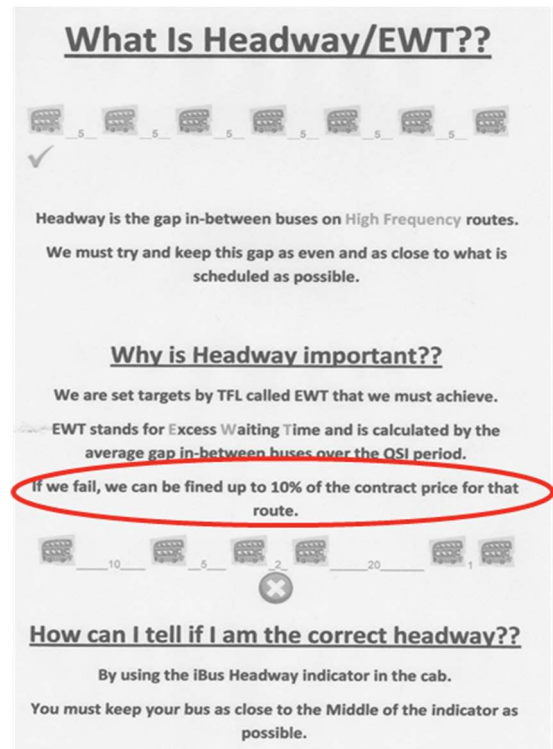 What Is Headway/EWT??
5 5 5 5 5 5
Headway is the gap in-between buses on High Frequency routes.
We must try and keep this gap as even and as close to what is
scheduled as possible.
Why is Headway important??
We are set targets by TFL called EWT that we must achieve.
EWT stands for Excess Waiting Time and is calculated by the
average gap in-between buses over the QSI period.
If we fail, we can be fined up to 10% of the contract price for that
route.
10 5 2 20 1
How can I tell if I am the correct headway??
By using the iBus Headway indicator in the cab.
You must keep your bus as close to the Middle of the indicator as
possible.